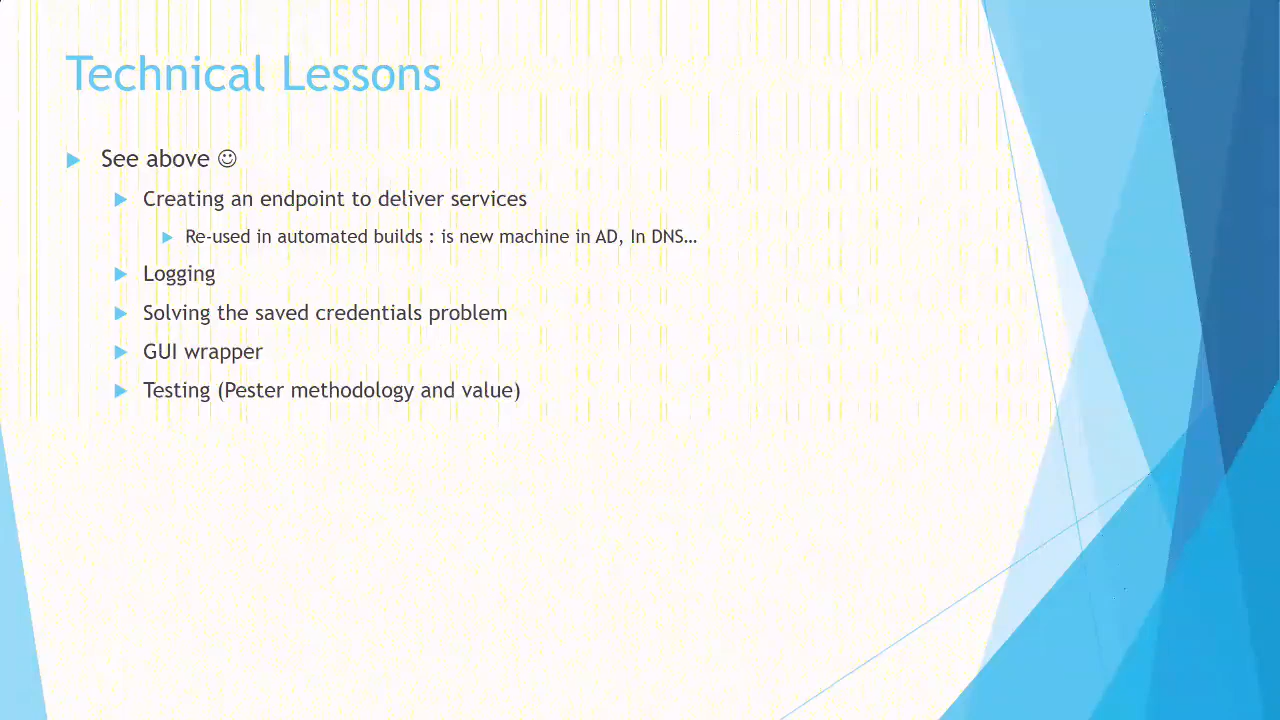 Technical Lessons
See above ☺
Creating an endpoint to deliver services
Re-used in automated builds : is new machine in AD, In DNS…
Logging
Solving the saved credentials problem
GUI wrapper
Testing (Pester methodology and value)